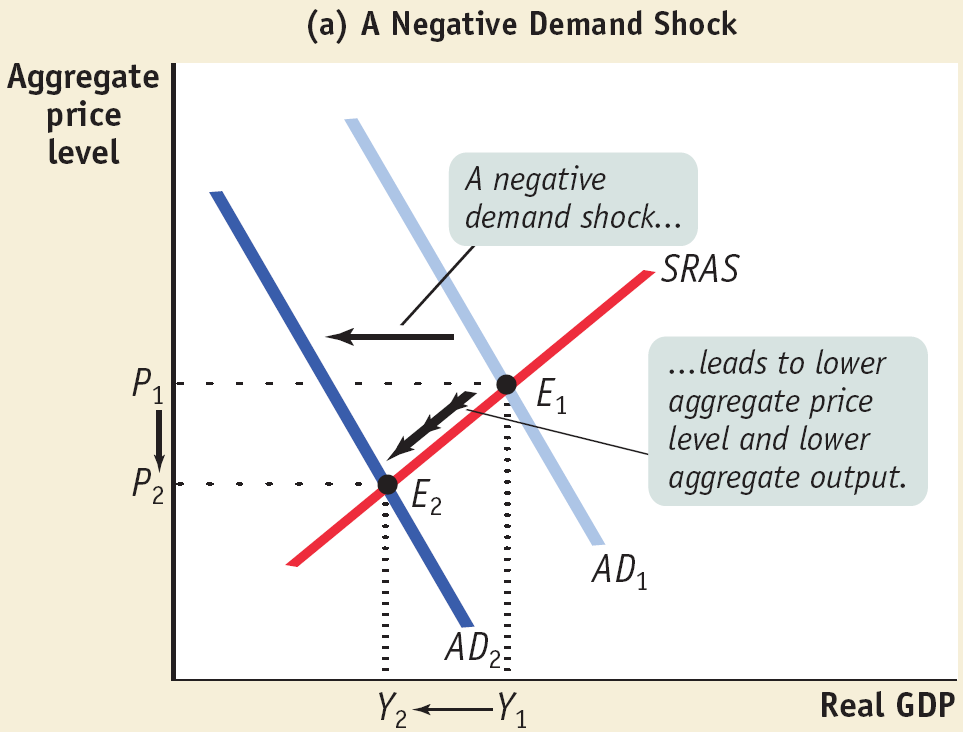 (a) A Negative Demand Shock
Aggregate
price
level
A negative
demand shock...
SRAS
...leads to lower
aggregate price
level and lower
aggregate output.
P₁
E₁
P₂
E₂
AD₁
AD₂
Y₂
Y₁
Real GDP